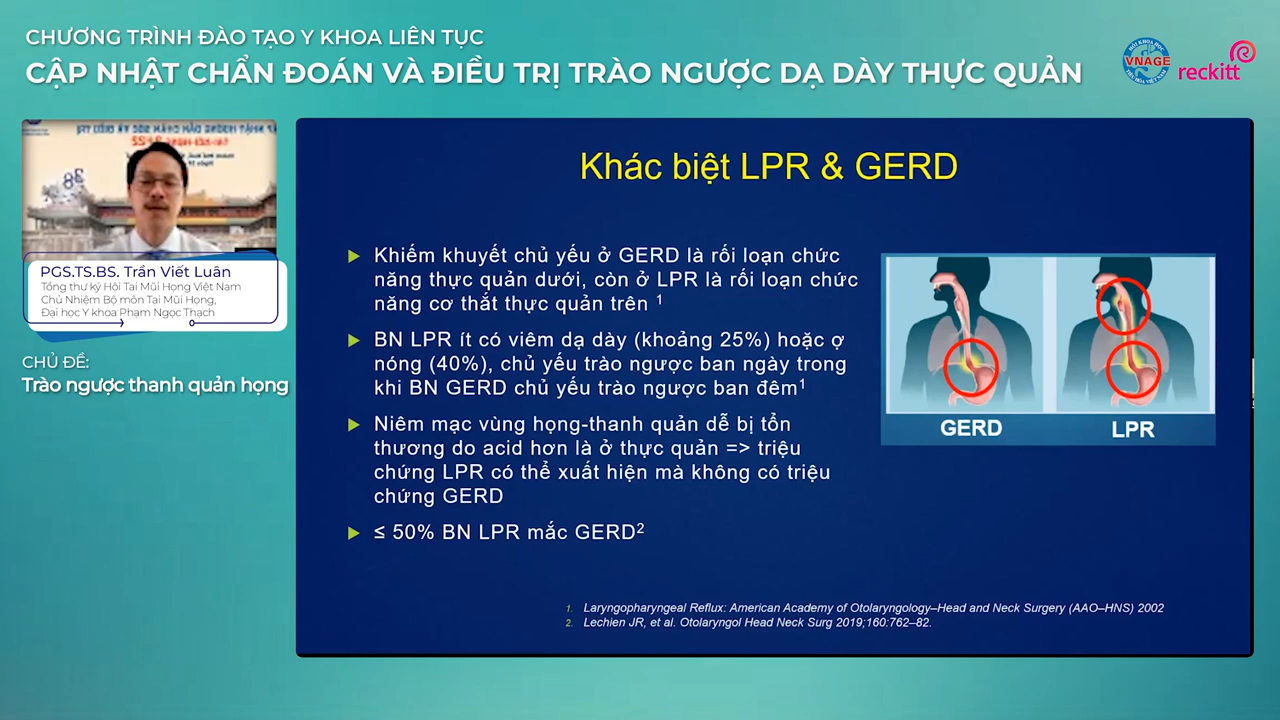 CHƯƠNG TRÌNH ĐÀO TẠO Y KHOA LIÊN TỤC
CẬP NHẬT CHẨN ĐOÁN VÀ ĐIỀU TRỊ TRÀO NGƯỢC DẠ DÀY THỰC QUẢN
VNAGE
reckitt
PGS.TS.BS. Trần Viết Luân
Tổng thư ký Hội Tai Mũi Họng Việt Nam
Chủ Nhiệm Bộ môn Tai Mũi Họng,
Đại học Y khoa Phạm Ngọc Thạch
CHỦ ĐỀ:
Trào ngược thanh quản họng
Khác biệt LPR & GERD
Khiếm khuyết chủ yếu ở GERD là rối loạn chức
năng thực quản dưới, còn ở LPR là rối loạn chức
năng cơ thắt thực quản trên ¹
BN LPR ít có viêm dạ dày (khoảng 25%) hoặc ợ
nóng (40%), chủ yếu trào ngược ban ngày trong
khi BN GERD chủ yếu trào ngược ban đêm¹
Niêm mạc vùng họng-thanh quản dễ bị tổn
thương do acid hơn là ở thực quản => triệu
chứng LPR có thể xuất hiện mà không có triệu
chứng GERD
≤ 50% BN LPR mắc GERD²
GERD
LPR
1. Laryngopharyngeal Reflux: American Academy of Otolaryngology–Head and Neck Surgery (AAO–HNS) 2002
2. Lechien JR, et al. Otolaryngol Head Neck Surg 2019;160:762–82.